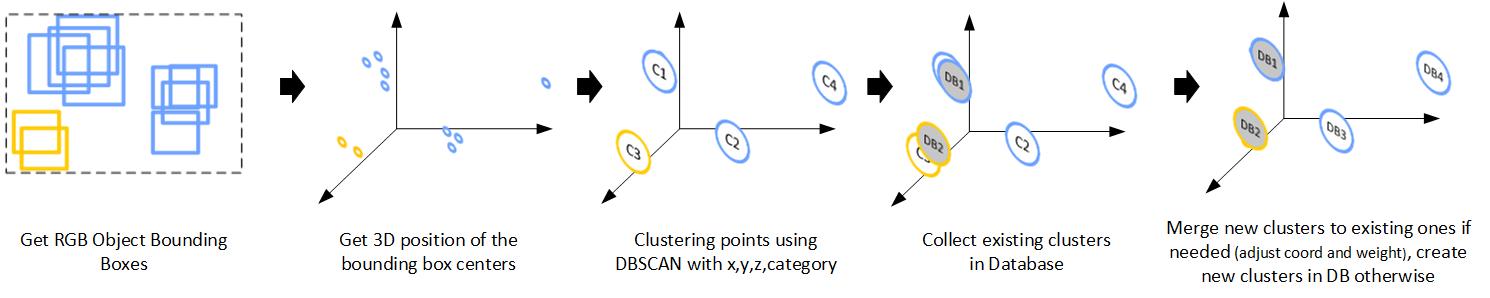 C1
C4
C2
C3
DB1
C4
DB2
C2
DB1
DB4
DB2
DB3
Get RGB Object Bounding
Boxes
Get 3D position of the
bounding box centers
Clustering points using
DBSCAN with x,y,z,category
Collect existing clusters
in Database
Merge new clusters to existing ones if
needed (adjust coord and weight), create
new clusters in DB otherwise